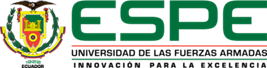 ESPE
UNIVERSIDAD DE LAS FUERZAS ARMADAS
INNOVACIÓN PARA LA EXCELENCIA
ECUADOR